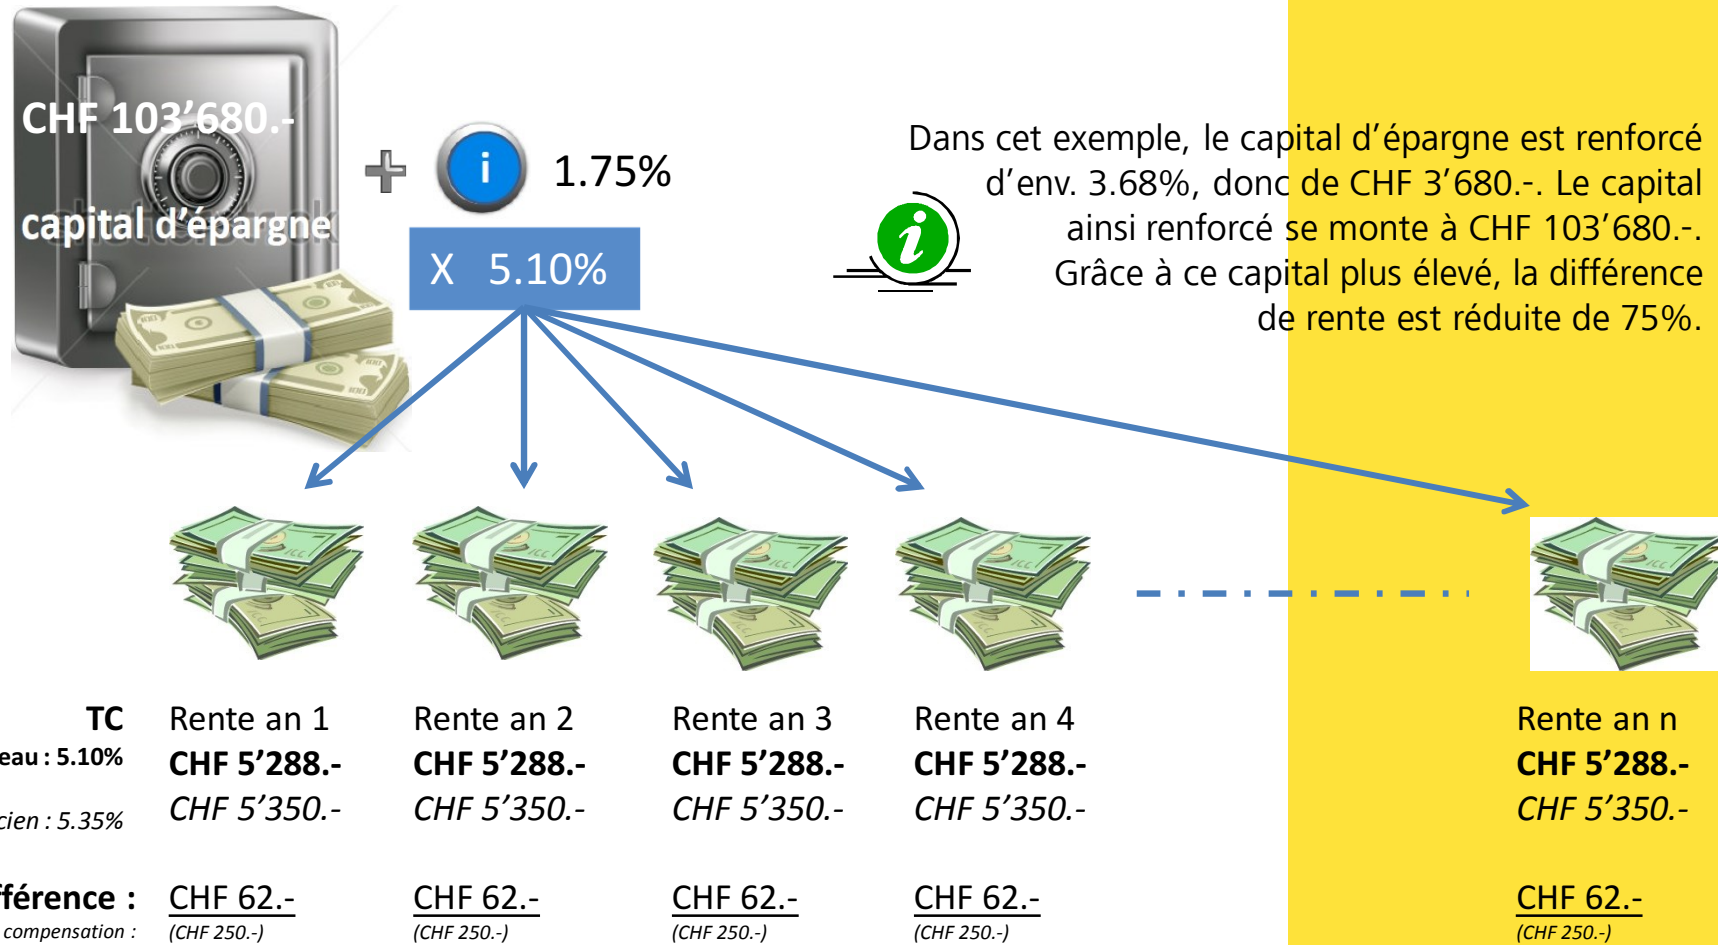 CHF 103’680.-
capital d’épargne
i 1.75%
X 5.10%
Dans cet exemple, le capital d’épargne est renforcé
d’env. 3.68%, donc de CHF 3’680.-. Le capital
ainsi renforcé se monte à CHF 103’680.-.
Grâce à ce capital plus élevé, la différence
de rente est réduite de 75%.
i
TC Rente an 1 Rente an 2 Rente an 3 Rente an 4 Rente an n
eau : 5.10% CHF 5’288.- CHF 5’288.- CHF 5’288.- CHF 5’288.- CHF 5’288.-
cien : 5.35% CHF 5’350.- CHF 5’350.- CHF 5’350.- CHF 5’350.- CHF 5’350.-
fférence : CHF 62.- CHF 62.- CHF 62.- CHF 62.- CHF 62.-
compensation : (CHF 250.-) (CHF 250.-) (CHF 250.-) (CHF 250.-) (CHF 250.-)